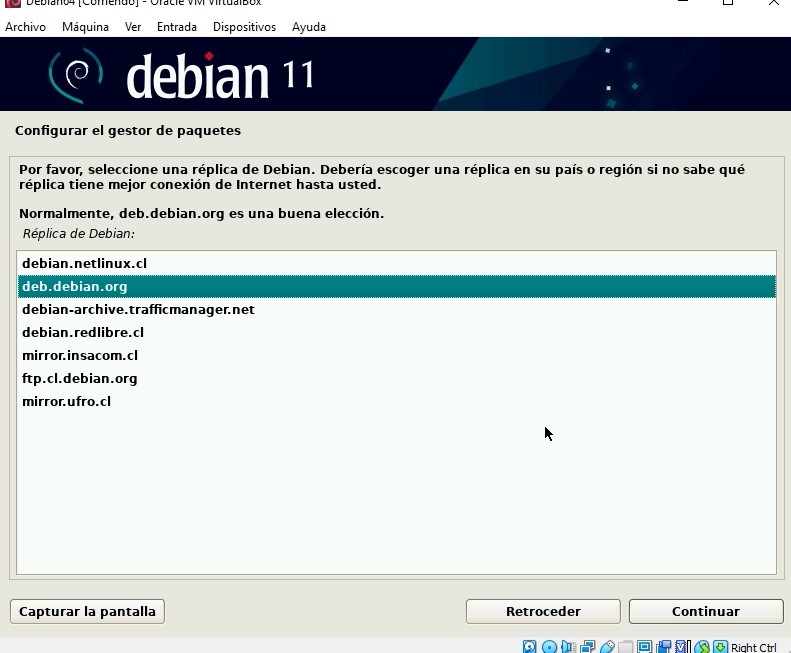 Debian64 [Corriendo] - Oracle VM VirtualBox
Archivo Máquina Ver Entrada Dispositivos Ayuda
debian 11
Configurar el gestor de paquetes
Por favor, seleccione una réplica de Debian. Debería escoger una réplica en su país o región si no sabe qué
réplica tiene mejor conexión de Internet hasta usted.
Normalmente, deb.debian.org es una buena elección.
Réplica de Debian:
debian.netlinux.cl
deb.debian.org
debian-archive.trafficmanager.net
debian.redlibre.cl
mirror.insacom.cl
ftp.cl.debian.org
mirror.ufro.cl
Capturar la pantalla Retroceder Continuar
Right Ctrl